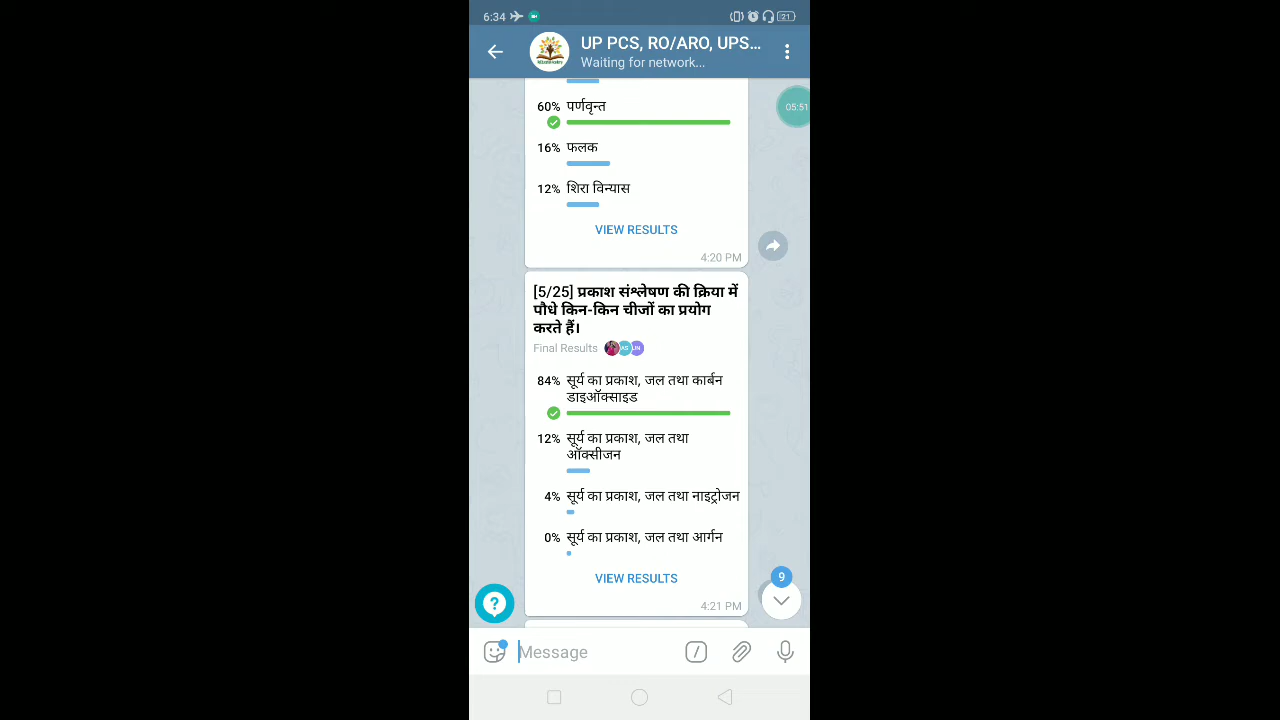 6:34
21
UP PCS, RO/ARO, UPS...
Waiting for network...
05:51
60% पर्णवृन्त
16% फलक
12% शिरा विन्यास
VIEW RESULTS
4:20 PM
[5/25] प्रकाश संश्लेषण की क्रिया में
पौधे किन-किन चीजों का प्रयोग
करते हैं।
Final Results AS UN
84% सूर्य का प्रकाश, जल तथा कार्बन
डाइऑक्साइड
12% सूर्य का प्रकाश, जल तथा
ऑक्सीजन
4% सूर्य का प्रकाश, जल तथा नाइट्रोजन
0% सूर्य का प्रकाश, जल तथा आर्गन
VIEW RESULTS
4:21 PM
9
Message